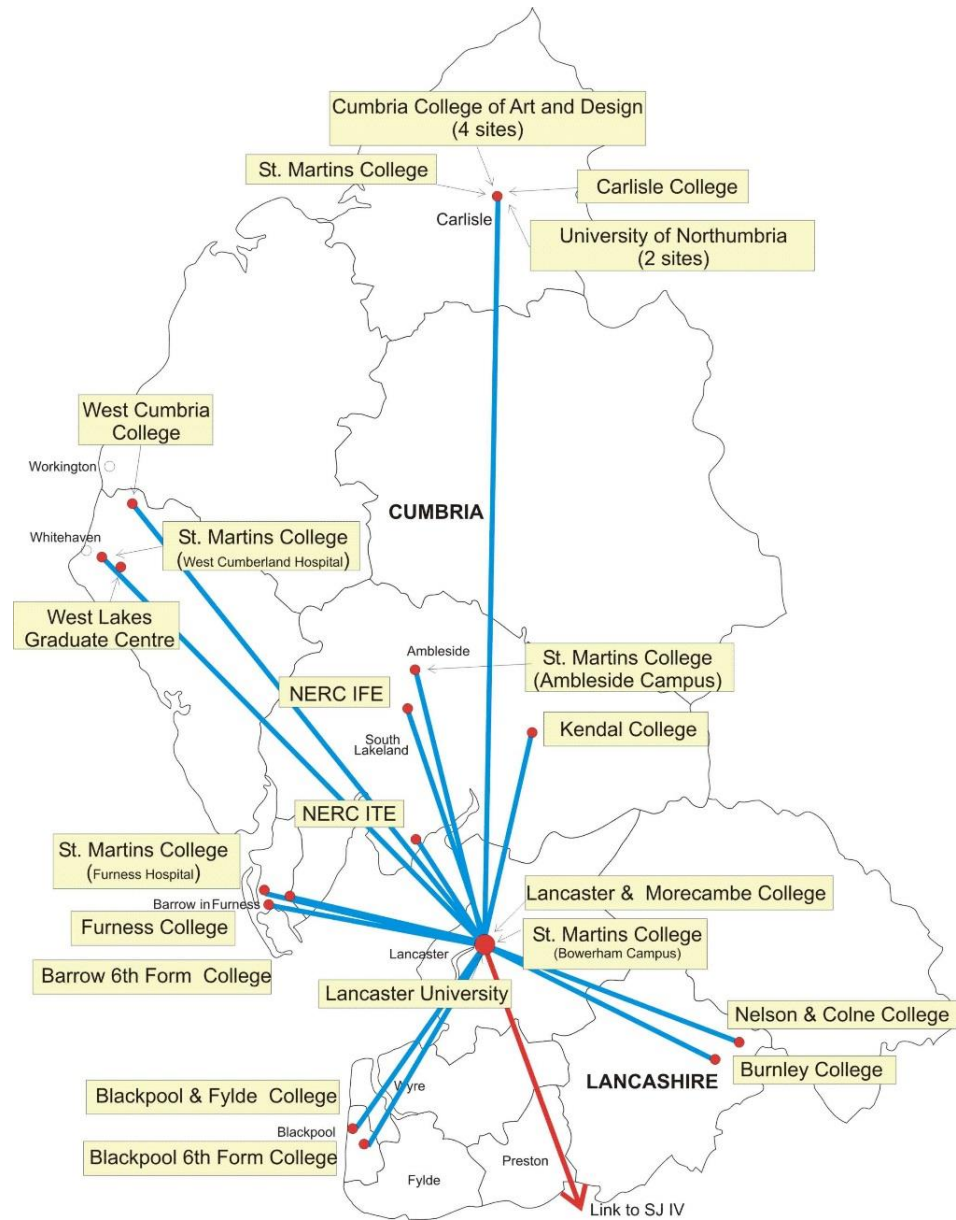 Cumbria College of Art and Design
(4 sites)
St. Martins College
Carlisle College
Carlisle
University of Northumbria
(2 sites)
West Cumbria
College
Workington
CUMBRIA
Whitehaven
St. Martins College
(West Cumberland Hospital)
West Lakes
Graduate Centre
Ambleside
St. Martins College
(Ambleside Campus)
NERC IFE
Kendal College
South
Lakeland
NERC ITE
St. Martins College
(Furness Hospital)
Lancaster & Morecambe College
Barrow in Furness
Furness College
St. Martins College
(Bowerham Campus)
Lancaster
Barrow 6th Form College
Lancaster University
Nelson & Colne College
Burnley College
LANCASHIRE
Wyre
Blackpool & Fylde College
Blackpool
Blackpool 6th Form College
Preston
Fylde
Link to SJ IV